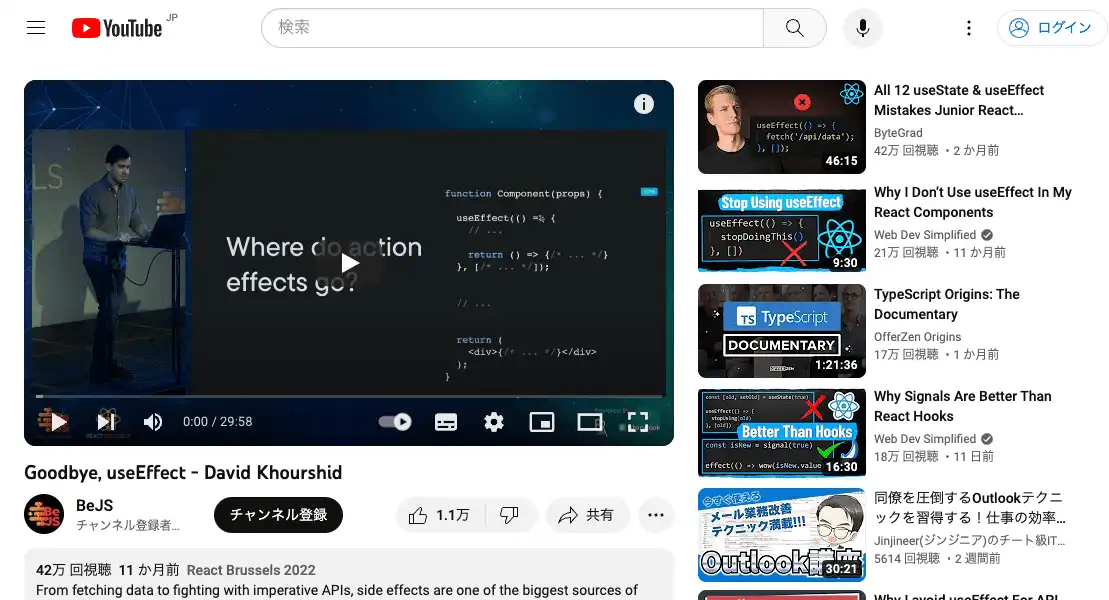 YouTube JP
検索
ログイン
LS
Where do action
effects go?
function Component(props) {
useEffect(() => {
// ...
return () => {/* ... */}
}, [/* ... */]);
// ...
return (
<div>{/* ... */}</div>
);
}
0:00 / 29:58
Goodbye, useEffect - David Khourshid
BeJS
チャンネル登録者...
チャンネル登録
1.1万
共有
42万 回視聴 11 か月前 React Brussels 2022
From fetching data to fighting with imperative APIs, side effects are one of the biggest sources of
useEffect(() => {
fetch('/api/data');
}, []);
46:15
All 12 useState & useEffect
Mistakes Junior React...
ByteGrad
42万 回視聴 ・2 か月前
Stop Using useEffect
useEffect(() => {
stopDoingThis()
}, [])
9:30
Why I Don't Use useEffect In My
React Components
Web Dev Simplified
21万 回視聴 ・11 か月前
TS TypeScript
DOCUMENTARY
OFFERZEN
1:21:36
TypeScript Origins: The
Documentary
OfferZen Origins
17万 回視聴 ・1 か月前
const [old, setOld] = useState(true)
useEffect(() => {
stopUsing(old)
}, [old])
Better Than Hooks
const isNew = signal(true)
effect(() => wow(isNew.value
16:30
Why Signals Are Better Than
React Hooks
Web Dev Simplified
18万 回視聴 ・11 日前
今すぐ使える
メール業務改善
テクニック満載!!!
Outlook講座
30:21
同僚を圧倒するOutlookテクニ
ックを習得する！仕事の効率...
Jinjineer(ジンジニア)のチート級IT...
5614 回視聴 ・2 週間前
Why I avoid useEffect For API